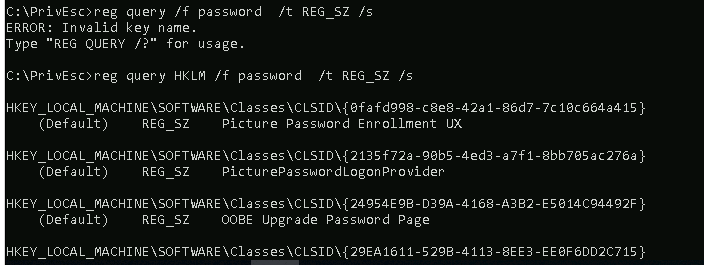 C:\PrivEsc>reg query /f password  /t REG_SZ /s
ERROR: Invalid key name.
Type "REG QUERY /?" for usage.
C:\PrivEsc>reg query HKLM /f password  /t REG_SZ /s
HKEY_LOCAL_MACHINE\SOFTWARE\Classes\CLSID\{0fafd998-c8e8-42a1-86d7-7c10c664a415}
    (Default)    REG_SZ    Picture Password Enrollment UX
HKEY_LOCAL_MACHINE\SOFTWARE\Classes\CLSID\{2135f72a-90b5-4ed3-a7f1-8bb705ac276a}
    (Default)    REG_SZ    PicturePasswordLogonProvider
HKEY_LOCAL_MACHINE\SOFTWARE\Classes\CLSID\{24954E9B-D39A-4168-A3B2-E5014C94492F}
    (Default)    REG_SZ    OOBE Upgrade Password Page
HKEY_LOCAL_MACHINE\SOFTWARE\Classes\CLSID\{29EA1611-529B-4113-8EE3-EE0F6DD2C715}